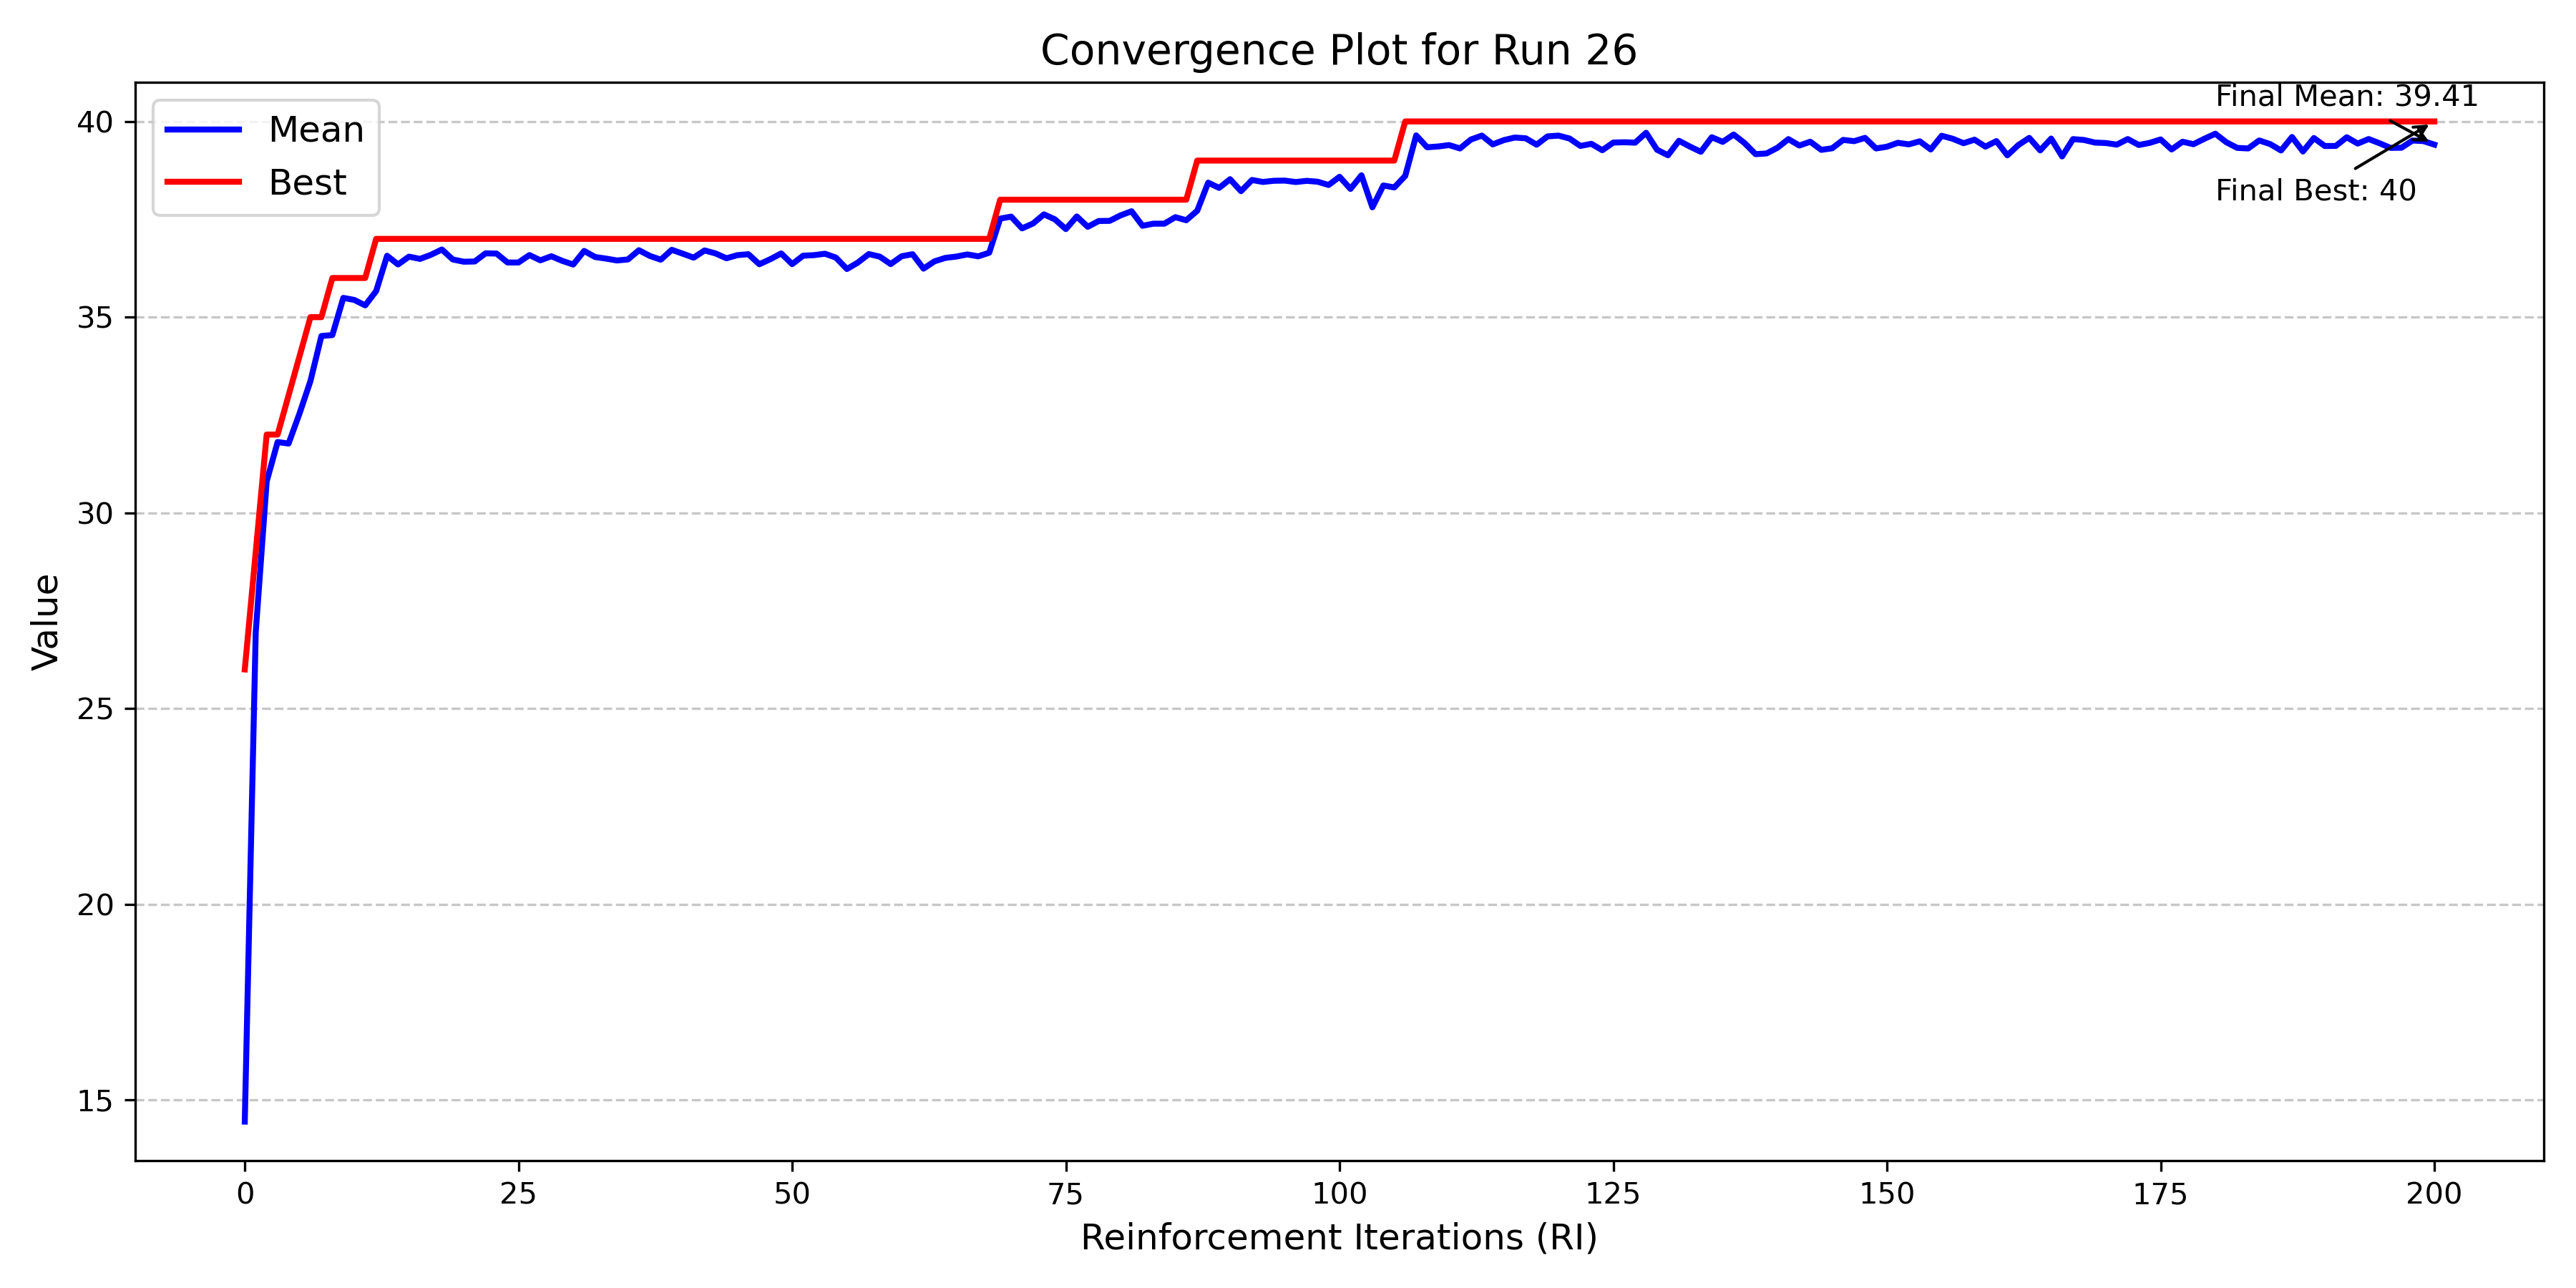 Convergence Plot for Run 26
Mean
Best
Final Mean: 39.41
Final Best: 40
Value
40
35
30
25
20
15
0 25 50 75 100 125 150 175 200
Reinforcement Iterations (RI)